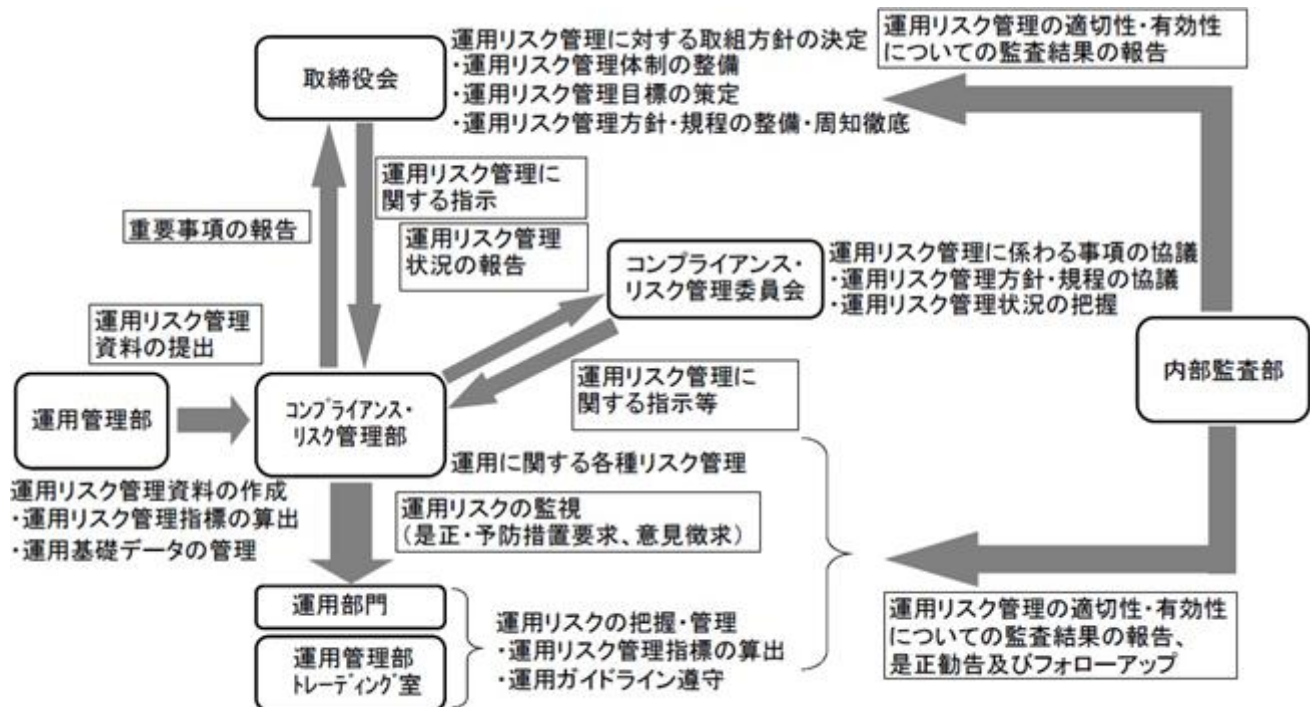 取締役会
運用リスク管理に対する取組方針の決定
・運用リスク管理体制の整備
・運用リスク管理目標の策定
・運用リスク管理方針・規程の整備・周知徹底
運用リスク管理の適切性・有効性
についての監査結果の報告
運用リスク管理に
関する指示
重要事項の報告
運用リスク管理
状況の報告
コンプライアンス・
リスク管理委員会
運用リスク管理に係わる事項の協議
・運用リスク管理方針・規程の協議
・運用リスク管理状況の把握
運用リスク管理
資料の提出
内部監査部
運用管理部
コンプライアンス・
リスク管理部
運用リスク管理に
関する指示等
運用に関する各種リスク管理
運用リスク管理資料の作成
・運用リスク管理指標の算出
・運用基礎データの管理
運用リスクの監視
（是正・予防措置要求、意見徴求）
運用部門
運用管理部
トレーディング室
運用リスクの把握・管理
・運用リスク管理指標の算出
・運用ガイドライン遵守
運用リスク管理の適切性・有効性
についての監査結果の報告、
是正勧告及びフォローアップ